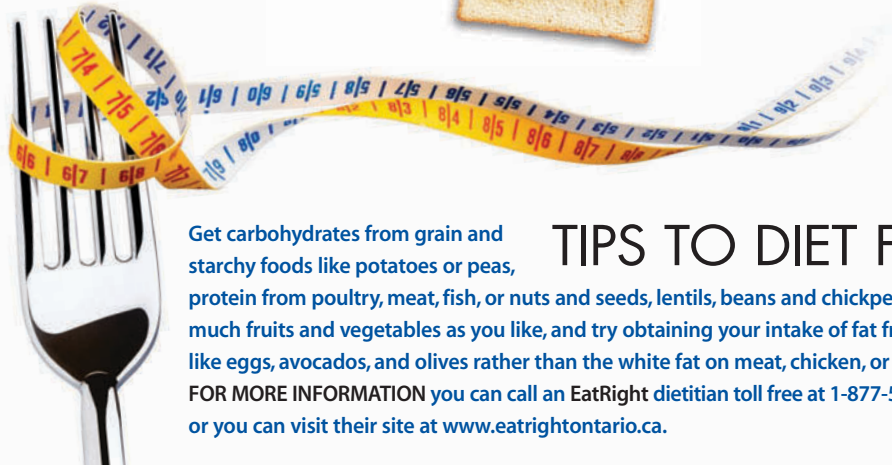 Get carbohydrates from grain and
starchy foods like potatoes or peas,
TIPS TO DIET
protein from poultry, meat, fish, or nuts and seeds, lentils, beans and
much fruits and vegetables as you like, and try obtaining your intake of fat
like eggs, avocados, and olives rather than the white fat on meat, chicken, or
FOR MORE INFORMATION you can call an EatRight dietitian toll free at 1-877-5
or you can visit their site at www.eatrightontario.ca.